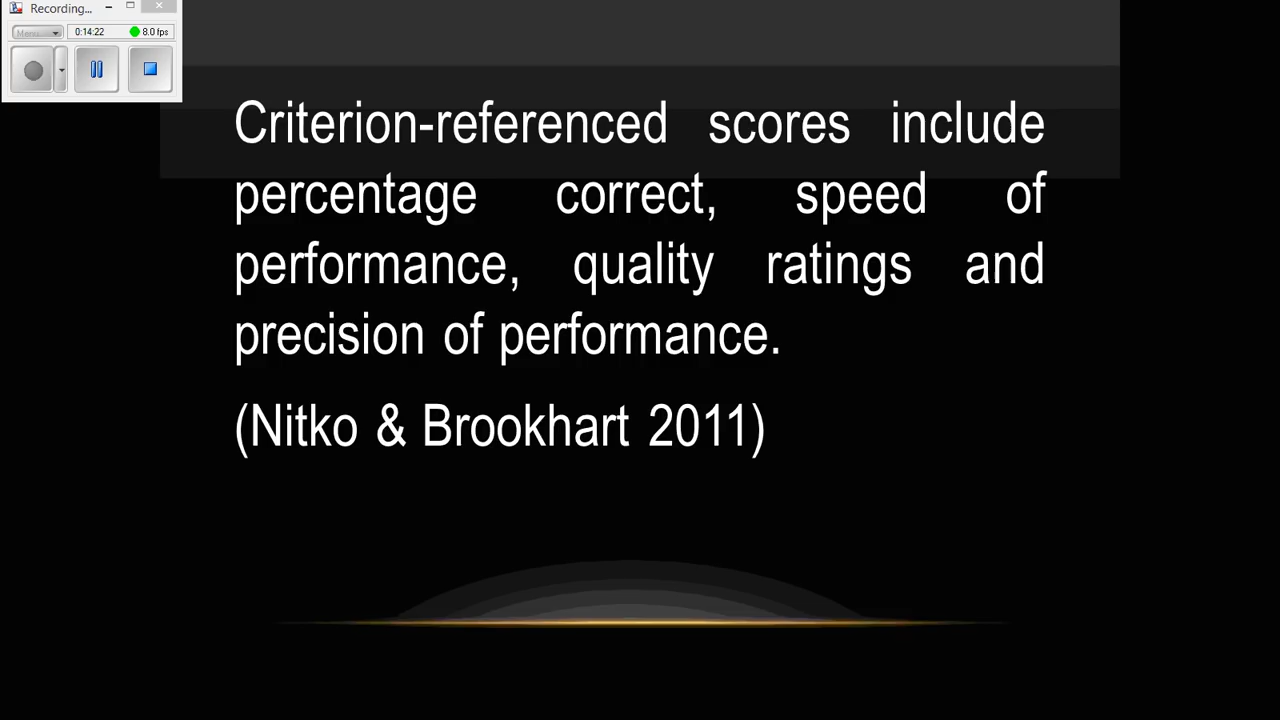 Recording...
Menu
0:14:22
8.0 fps
Criterion-referenced scores include
percentage correct, speed of
performance, quality ratings and
precision of performance.
(Nitko & Brookhart 2011)